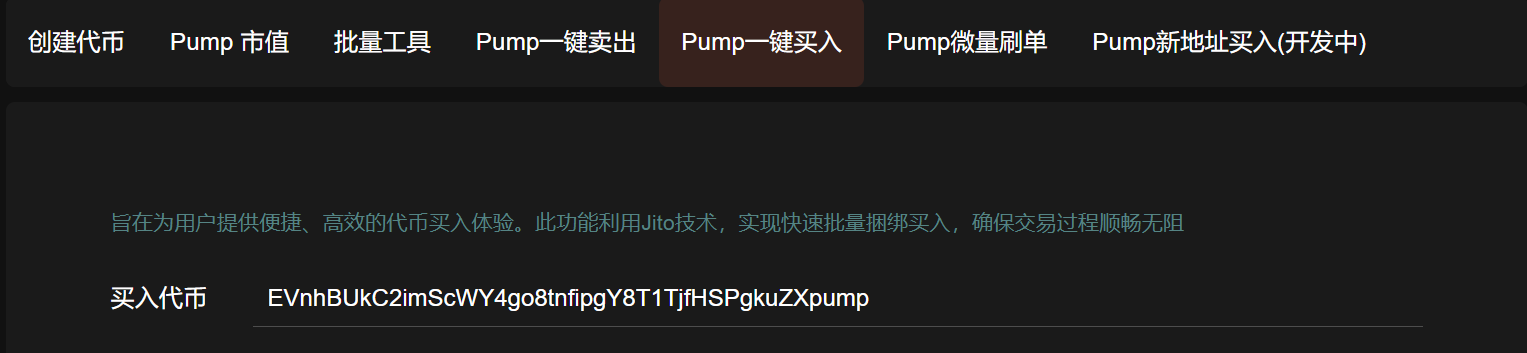 创建代币 Pump 市值 批量工具 Pump一键卖出 Pump一键买入 Pump微量刷单 Pump新地址买入(开发中)
旨在为用户提供便捷、高效的代币买入体验。此功能利用Jito技术，实现快速批量捆绑买入，确保交易过程顺畅无阻
买入代币 EVnhBUkC2imScWY4go8tnfipgY8T1TjfHSPgkuZXpump